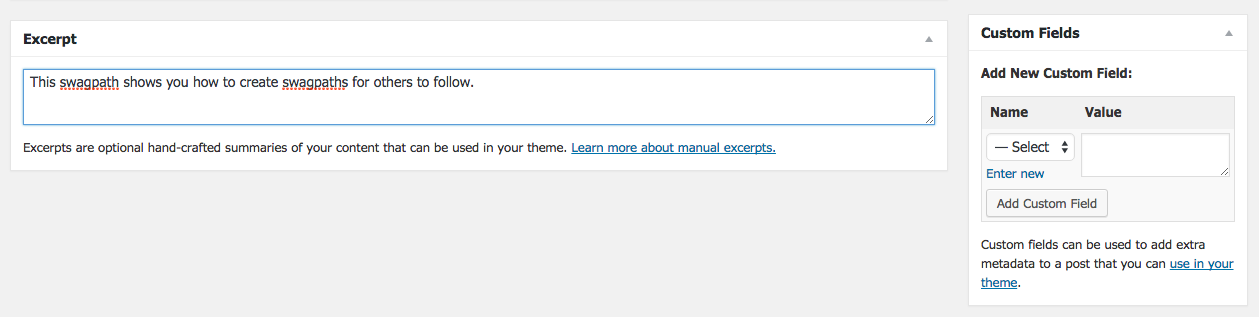 Excerpt
This swagpath shows you how to create swagpaths for others to follow.
Excerpts are optional hand-crafted summaries of your content that can be used in your theme. Learn more about manual excerpts.
Custom Fields
Add New Custom Field:
Name Value
— Select
Enter new
Add Custom Field
Custom fields can be used to add extra
metadata to a post that you can use in your
theme.